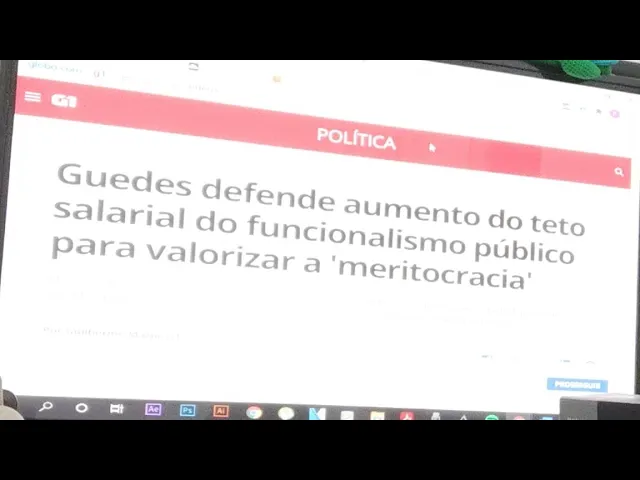 g1
POLÍTICA
Guedes defende aumento do teto
salarial do funcionalismo público
para valorizar a 'meritocracia'
Por Guilherme
PROSSEGUIR
Ae Ps Ai